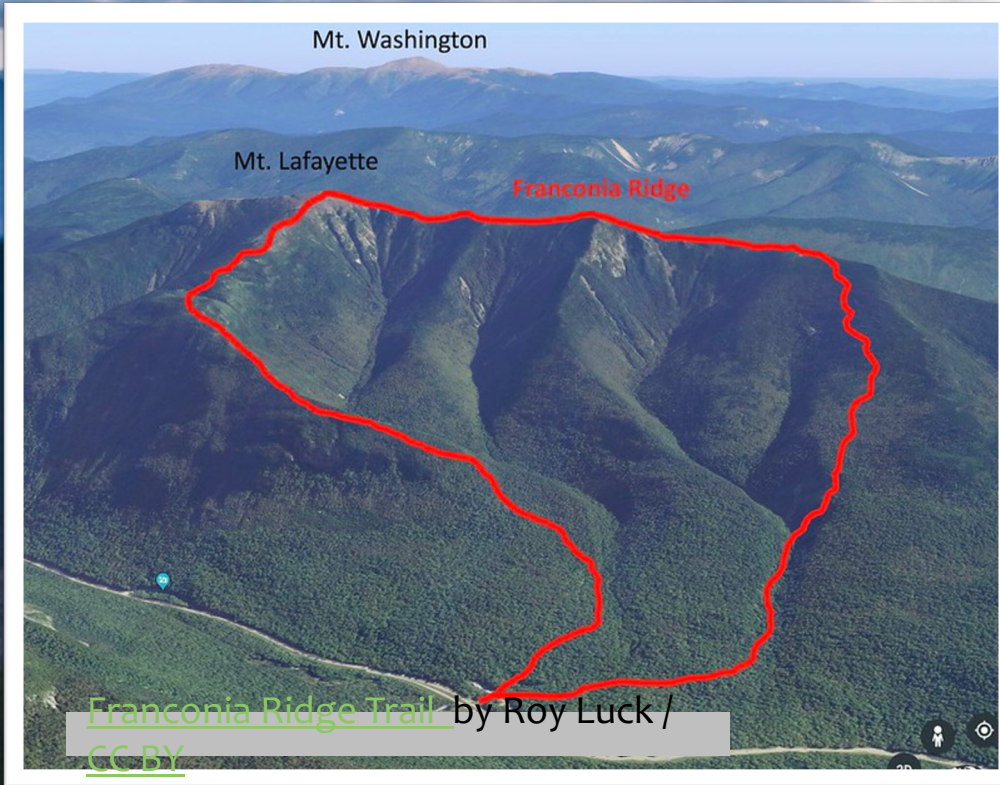 Mt. Washington
Mt. Lafayette
Franconia Ridge
Franconia Ridge Trail by Roy Luck /
CC BY